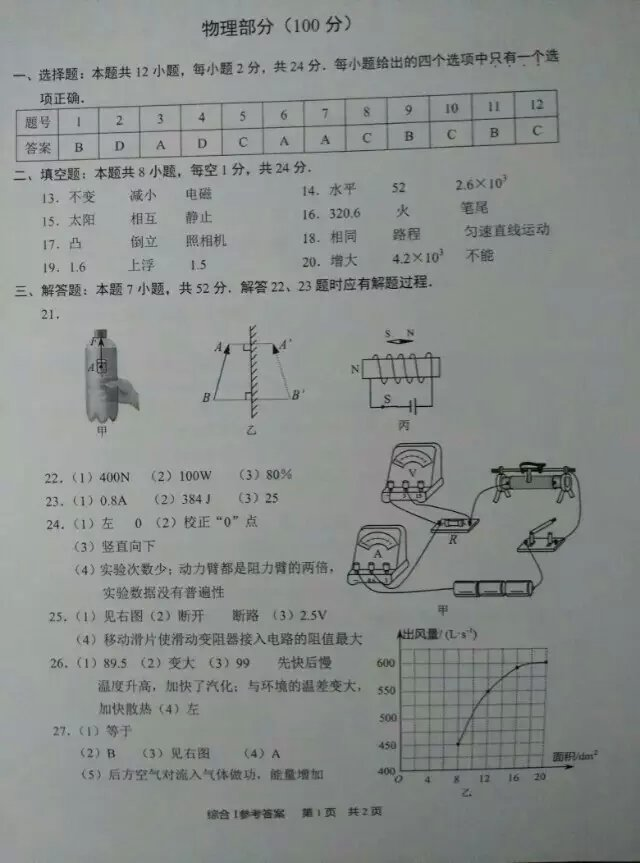 物理部分（100 分）
一、选择题：本题共 12 小题，每小题 2 分，共 24 分．每小题给出的四个选项中只有一个选
项正确．
题号 1 2 3 4 5 6 7 8 9 10 11 12
答案 B D A D C A A C B C B C
二、填空题：本题共 8 小题，每空 1 分，共 24 分．
13．不变 减小 电磁 14．水平 52 2.6×10³
15．太阳 相互 静止 16．320.6 火 笔尾
17．凸 倒立 照相机 18．相同 路程 匀速直线运动
19．1.6 上浮 1.5 20．增大 4.2×10³ 不能
三、解答题：本题 7 小题，共 52 分．解答 22、23 题时应有解题过程．
21．
F A 甲
A A' B B' 乙
S N N S 丙
22．（1）400N （2）100W （3）80%
23．（1）0.8A （2）384 J （3）25
24．（1）左 0 （2）校正“0”点
（3）竖直向下
（4）实验次数少；动力臂都是阻力臂的两倍，
实验数据没有普遍性
V A R 甲
25．（1）见右图（2）断开 断路 （3）2.5V
（4）移动滑片使滑动变阻器接入电路的阻值最大
26．（1）89.5 （2）变大 （3）99 先快后慢
温度升高，加快了汽化；与环境的温差变大，
加快散热（4）左
27．（1）等于
（2）B （3）见右图 （4）A
（5）后方空气对流入气体做功，能量增加
出风量/ (L·s⁻¹)
600
550
500
450
400
O 4 8 12 16 20
面积/dm²
乙
综合 1参考答案 第 1 页 共 2 页